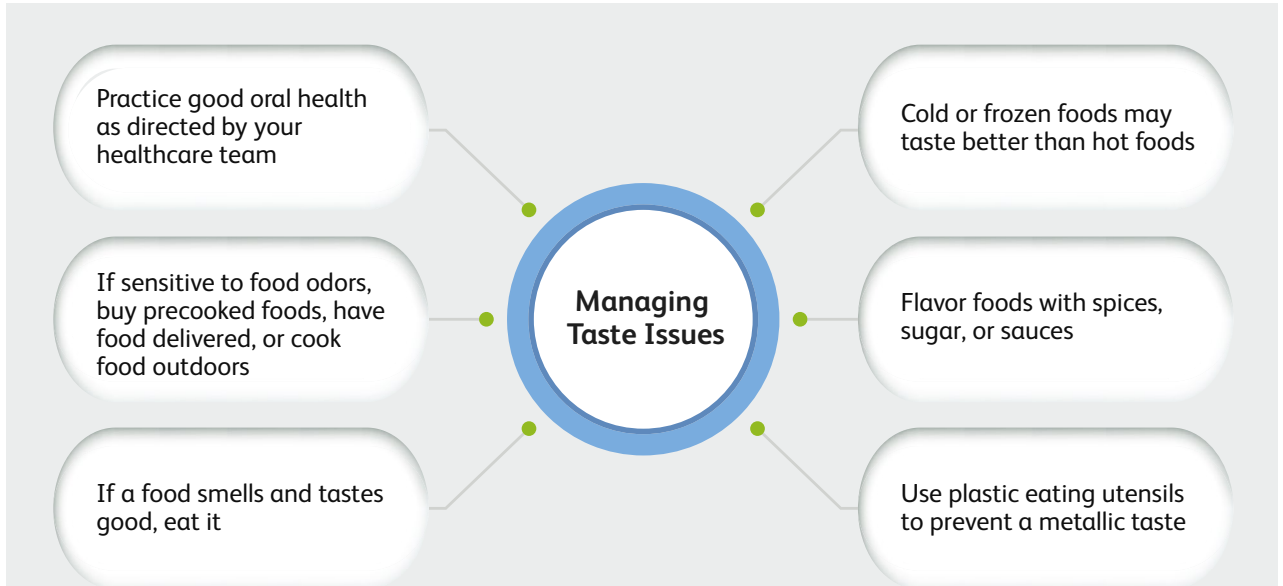 Practice good oral health
as directed by your
healthcare team
If sensitive to food odors,
buy precooked foods, have
food delivered, or cook
food outdoors
If a food smells and tastes
good, eat it
Managing
Taste Issues
Cold or frozen foods may
taste better than hot foods
Flavor foods with spices,
sugar, or sauces
Use plastic eating utensils
to prevent a metallic taste